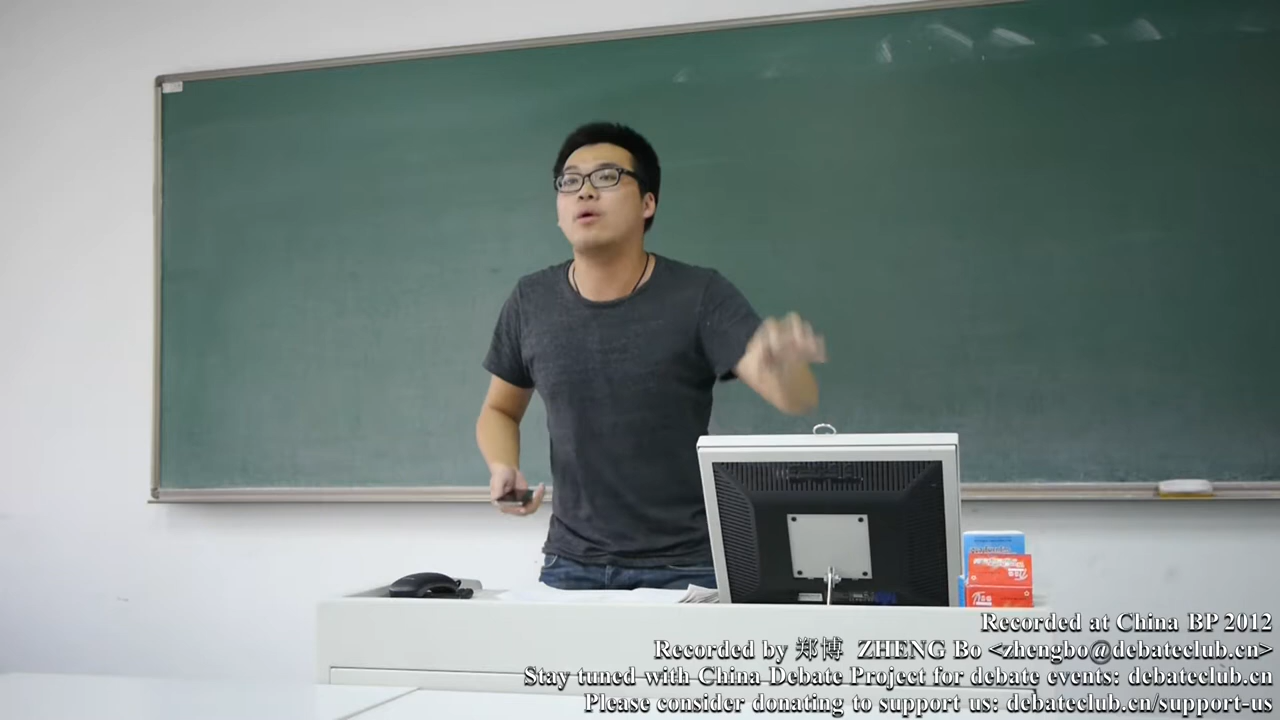 Recorded at China BP 2012
Recorded by 郑博 ZHENG Bo <zhengbo@debateclub.cn>
Stay tuned with China Debate Project for debate events: debateclub.cn
Please consider donating to support us: debateclub.cn/support-us